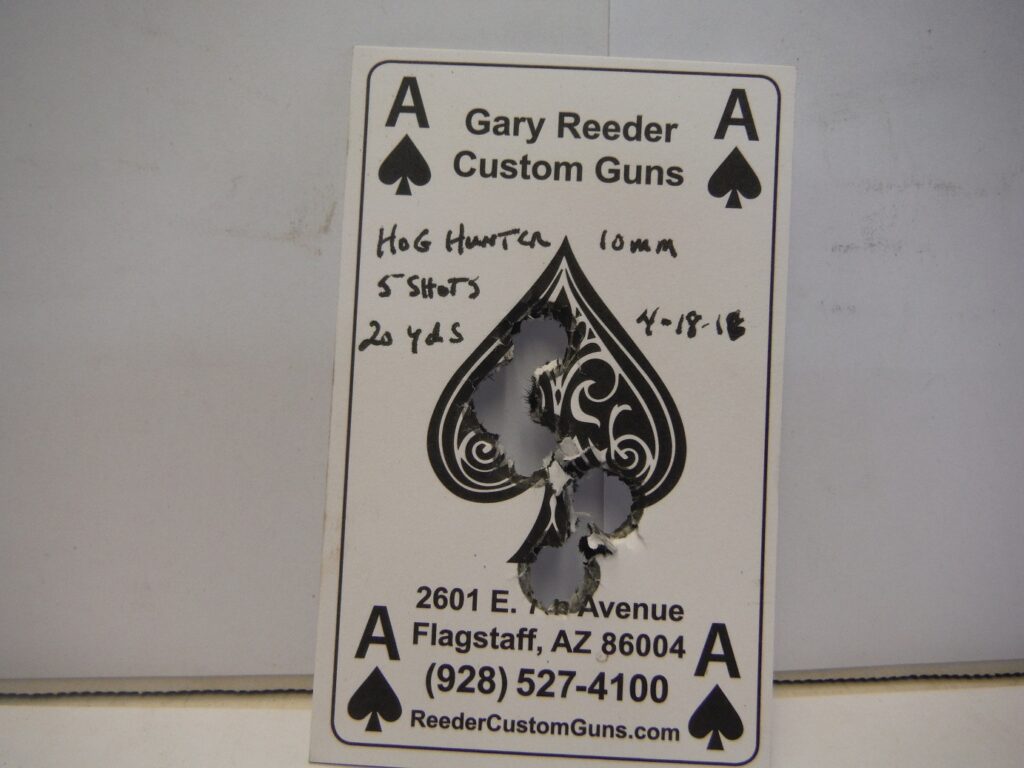 A A
Gary Reeder
Custom Guns
HOG HUNTER 10mm
5 SHOTS
20 yds 4-18-18
2601 E. Avenue
Flagstaff, AZ 86004
A A
(928) 527-4100
ReederCustomGuns.com